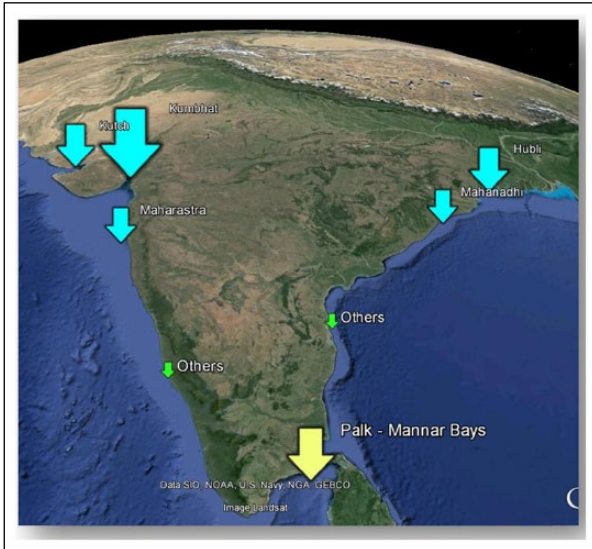 Kumbhat
Kutch
Hubli
Mahanadhi
Maharastra
Others
Others
Palk - Mannar Bays
Data SIO, NOAA, U.S. Navy, NGA, GEBCO
Image Landsat